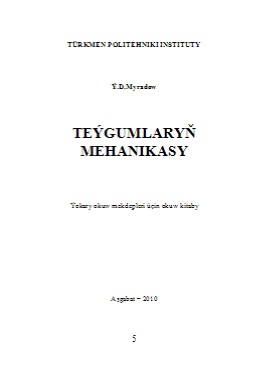 TÜRKMEN POLITEHNIKI INSTITUTY
Ý.D.Myradow
TEÝGUMLARYŇ
MEHANIKASY
Ýokary okuw mekdepleri üçin okuw kitaby
Aşgabat – 2010
5